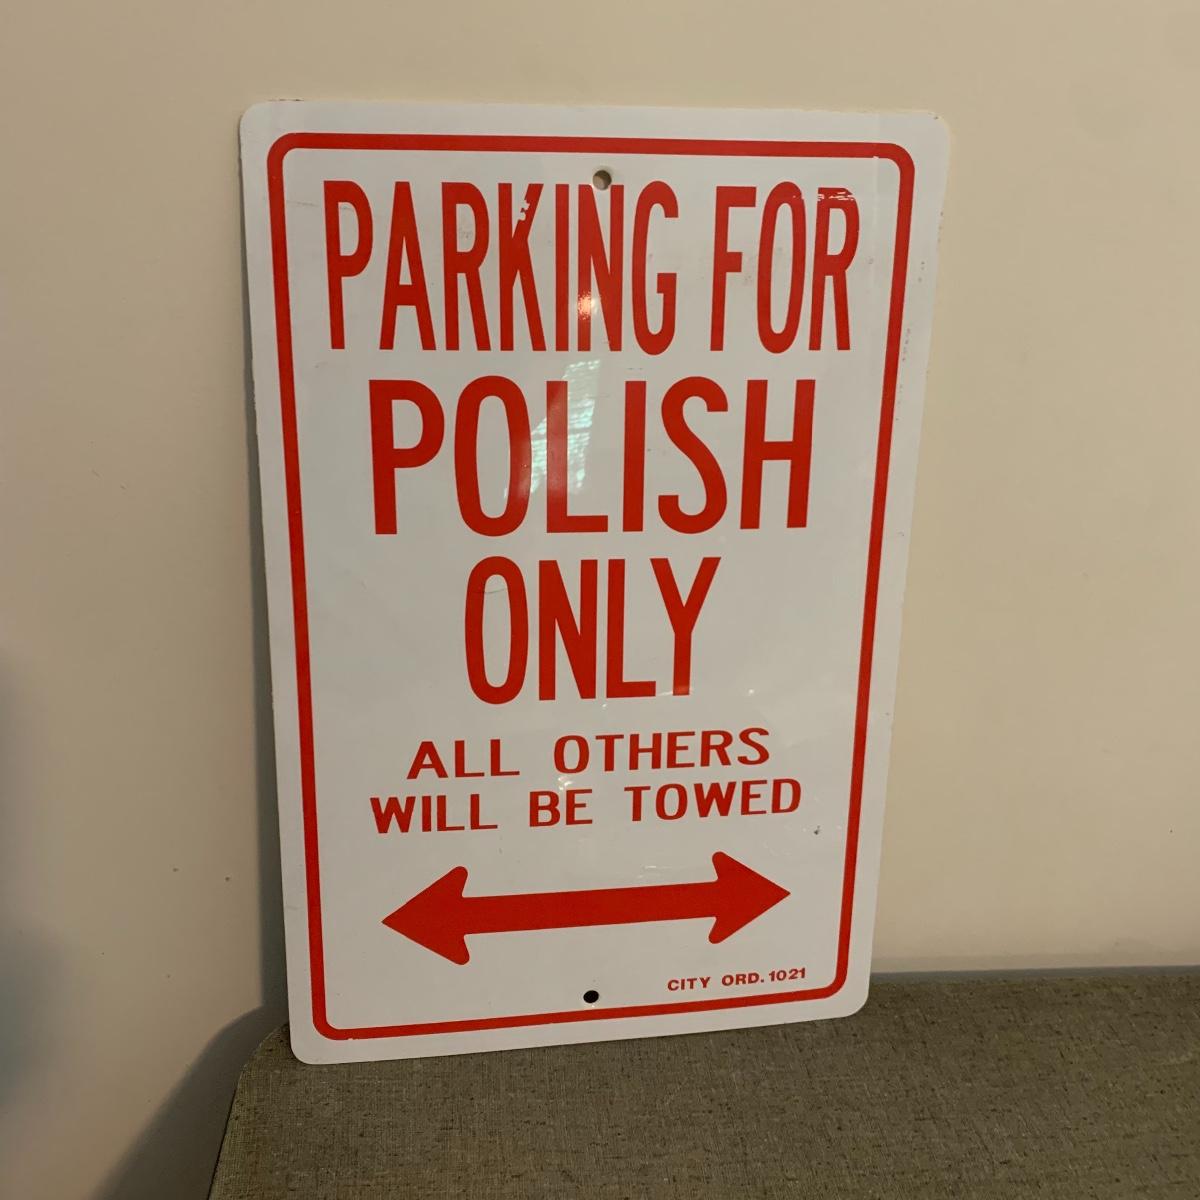 PARKING FOR
POLISH
ONLY
ALL OTHERS
WILL BE TOWED
CITY ORD. 1021